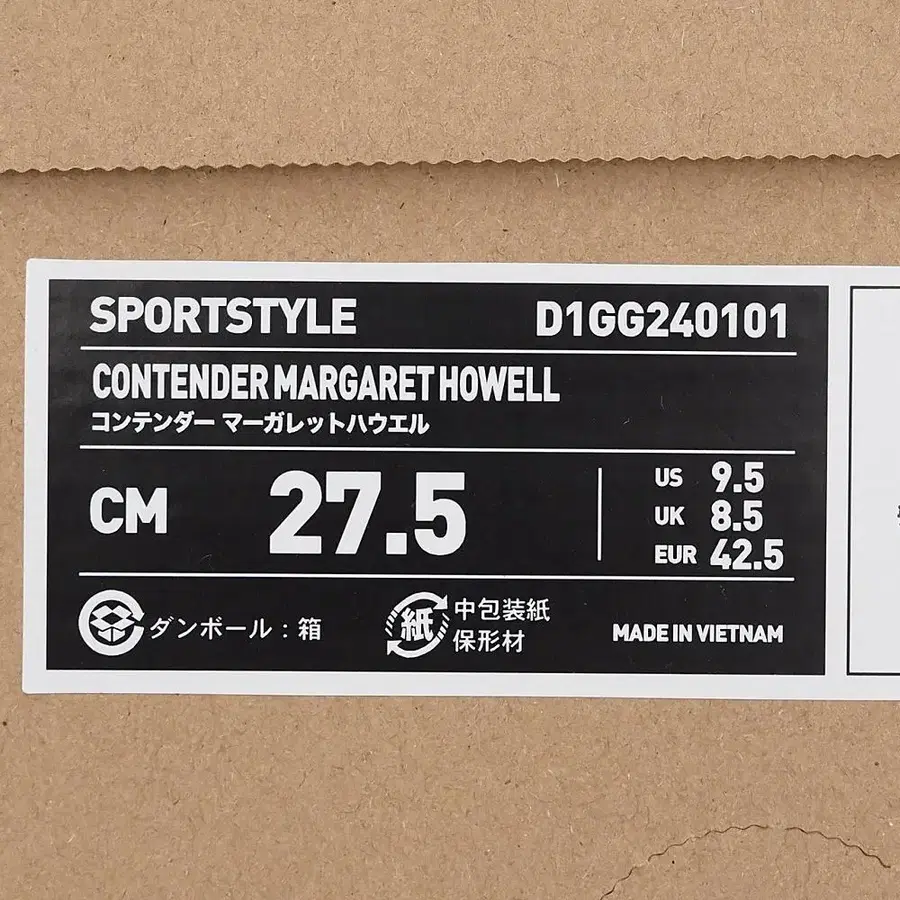 SPORTSTYLE D1GG240101
CONTENDER MARGARET HOWELL
コンテンダー マーガレットハウエル
CM 27.5
US 9.5
UK 8.5
EUR 42.5
ダンボール：箱
紙 中包装紙
保形材
MADE IN VIETNAM